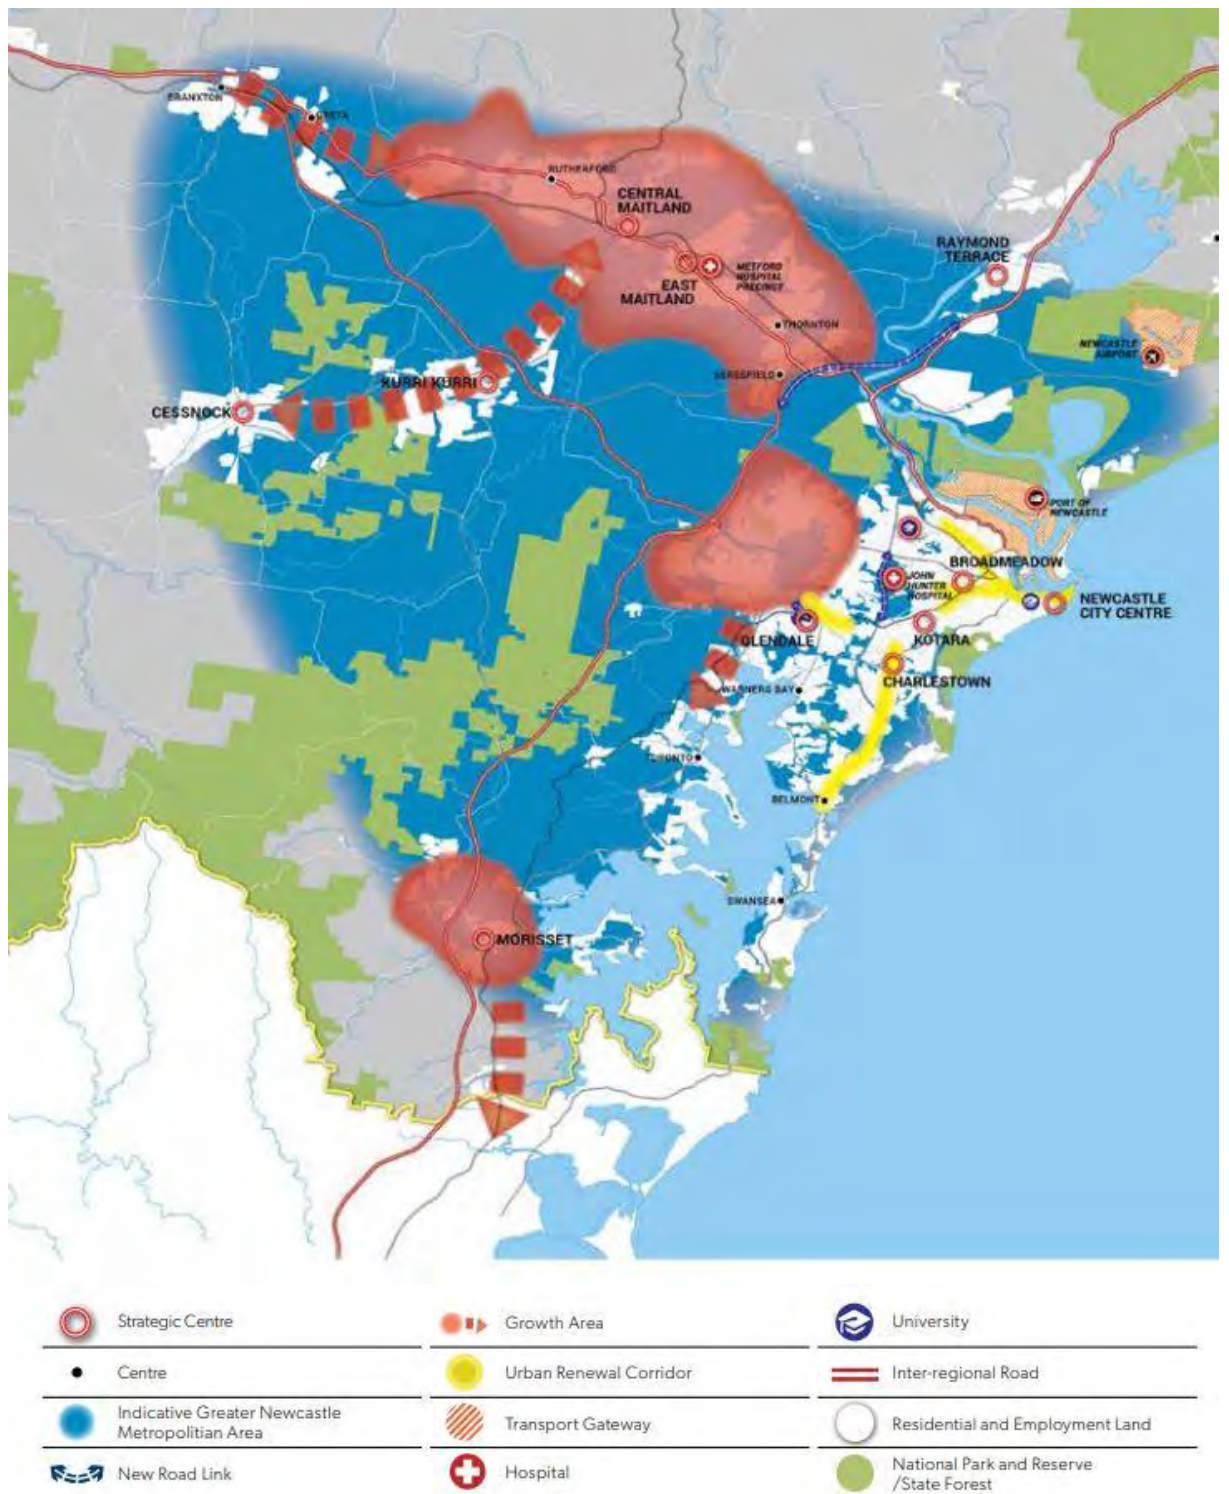 BRANXTON
GRETA
RUTHERFORD
CENTRAL
MAITLAND
RAYMOND
TERRACE
METFORD
HOSPITAL
PRECINCT
EAST
MAITLAND
THORNTON
NEWCASTLE
AIRPORT
BERESFIELD
KURRI KURRI
CESSNOCK
PORT OF
NEWCASTLE
BROADMEADOW
JOHN
HUNTER
HOSPITAL
NEWCASTLE
CITY CENTRE
GLENDALE
KOTARA
CHARLESTOWN
WARNERS BAY
TORONTO
BELMONT
SWANSEA
MORISSET
Strategic Centre
Growth Area
University
Centre
Urban Renewal Corridor
Inter-regional Road
Indicative Greater Newcastle
Metropolitian Area
Transport Gateway
Residential and Employment Land
New Road Link
Hospital
National Park and Reserve
/State Forest